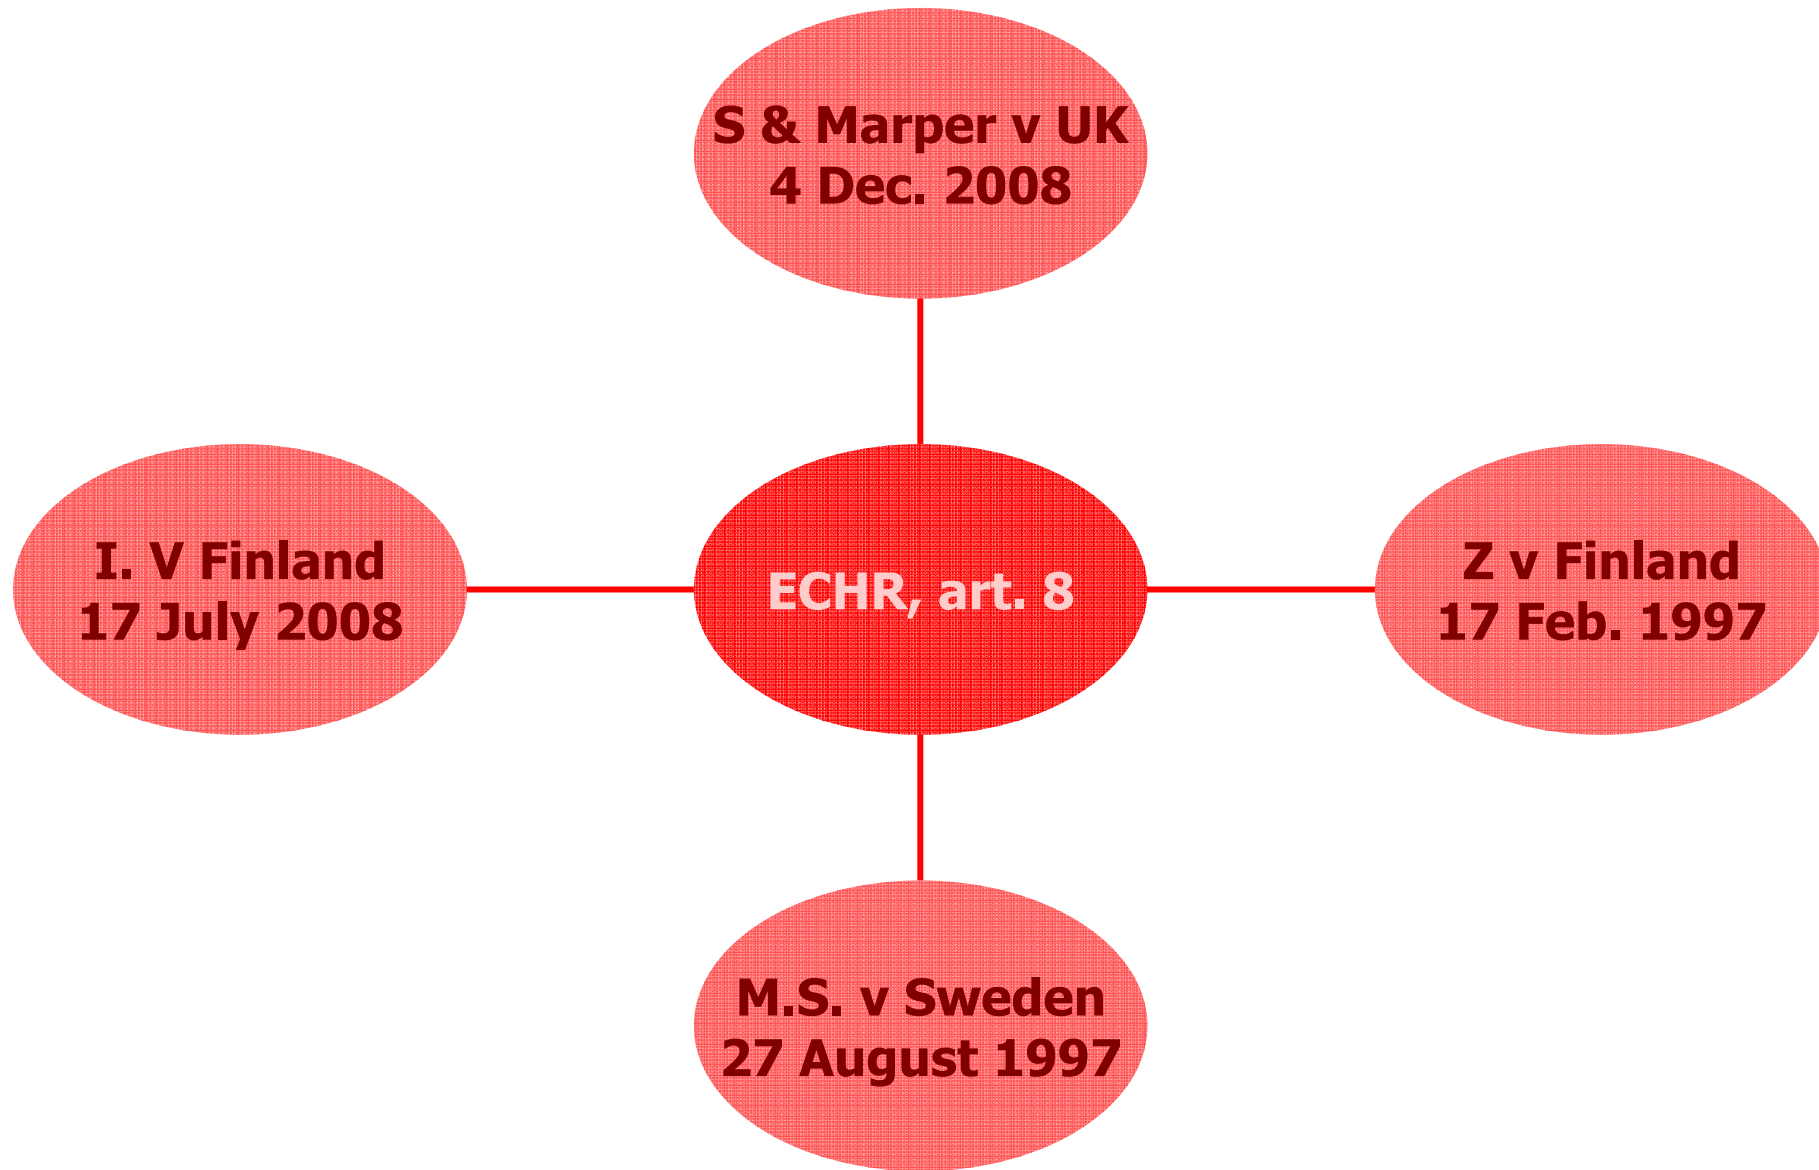 S & Marper v UK
4 Dec. 2008
I. V Finland
17 July 2008
ECHR, art. 8
Z v Finland
17 Feb. 1997
M.S. v Sweden
27 August 1997